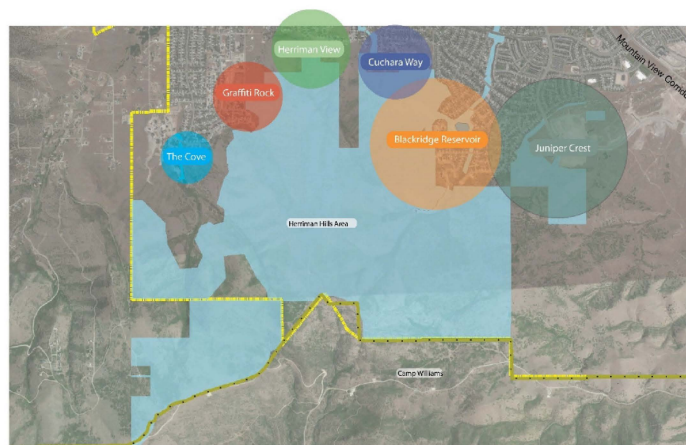 Herriman View
Cuchara Way
Mountain View Corridor
Graffiti Rock
Blackridge Reservoir
Juniper Crest
The Cove
Herriman Hills Area
Camp Williams